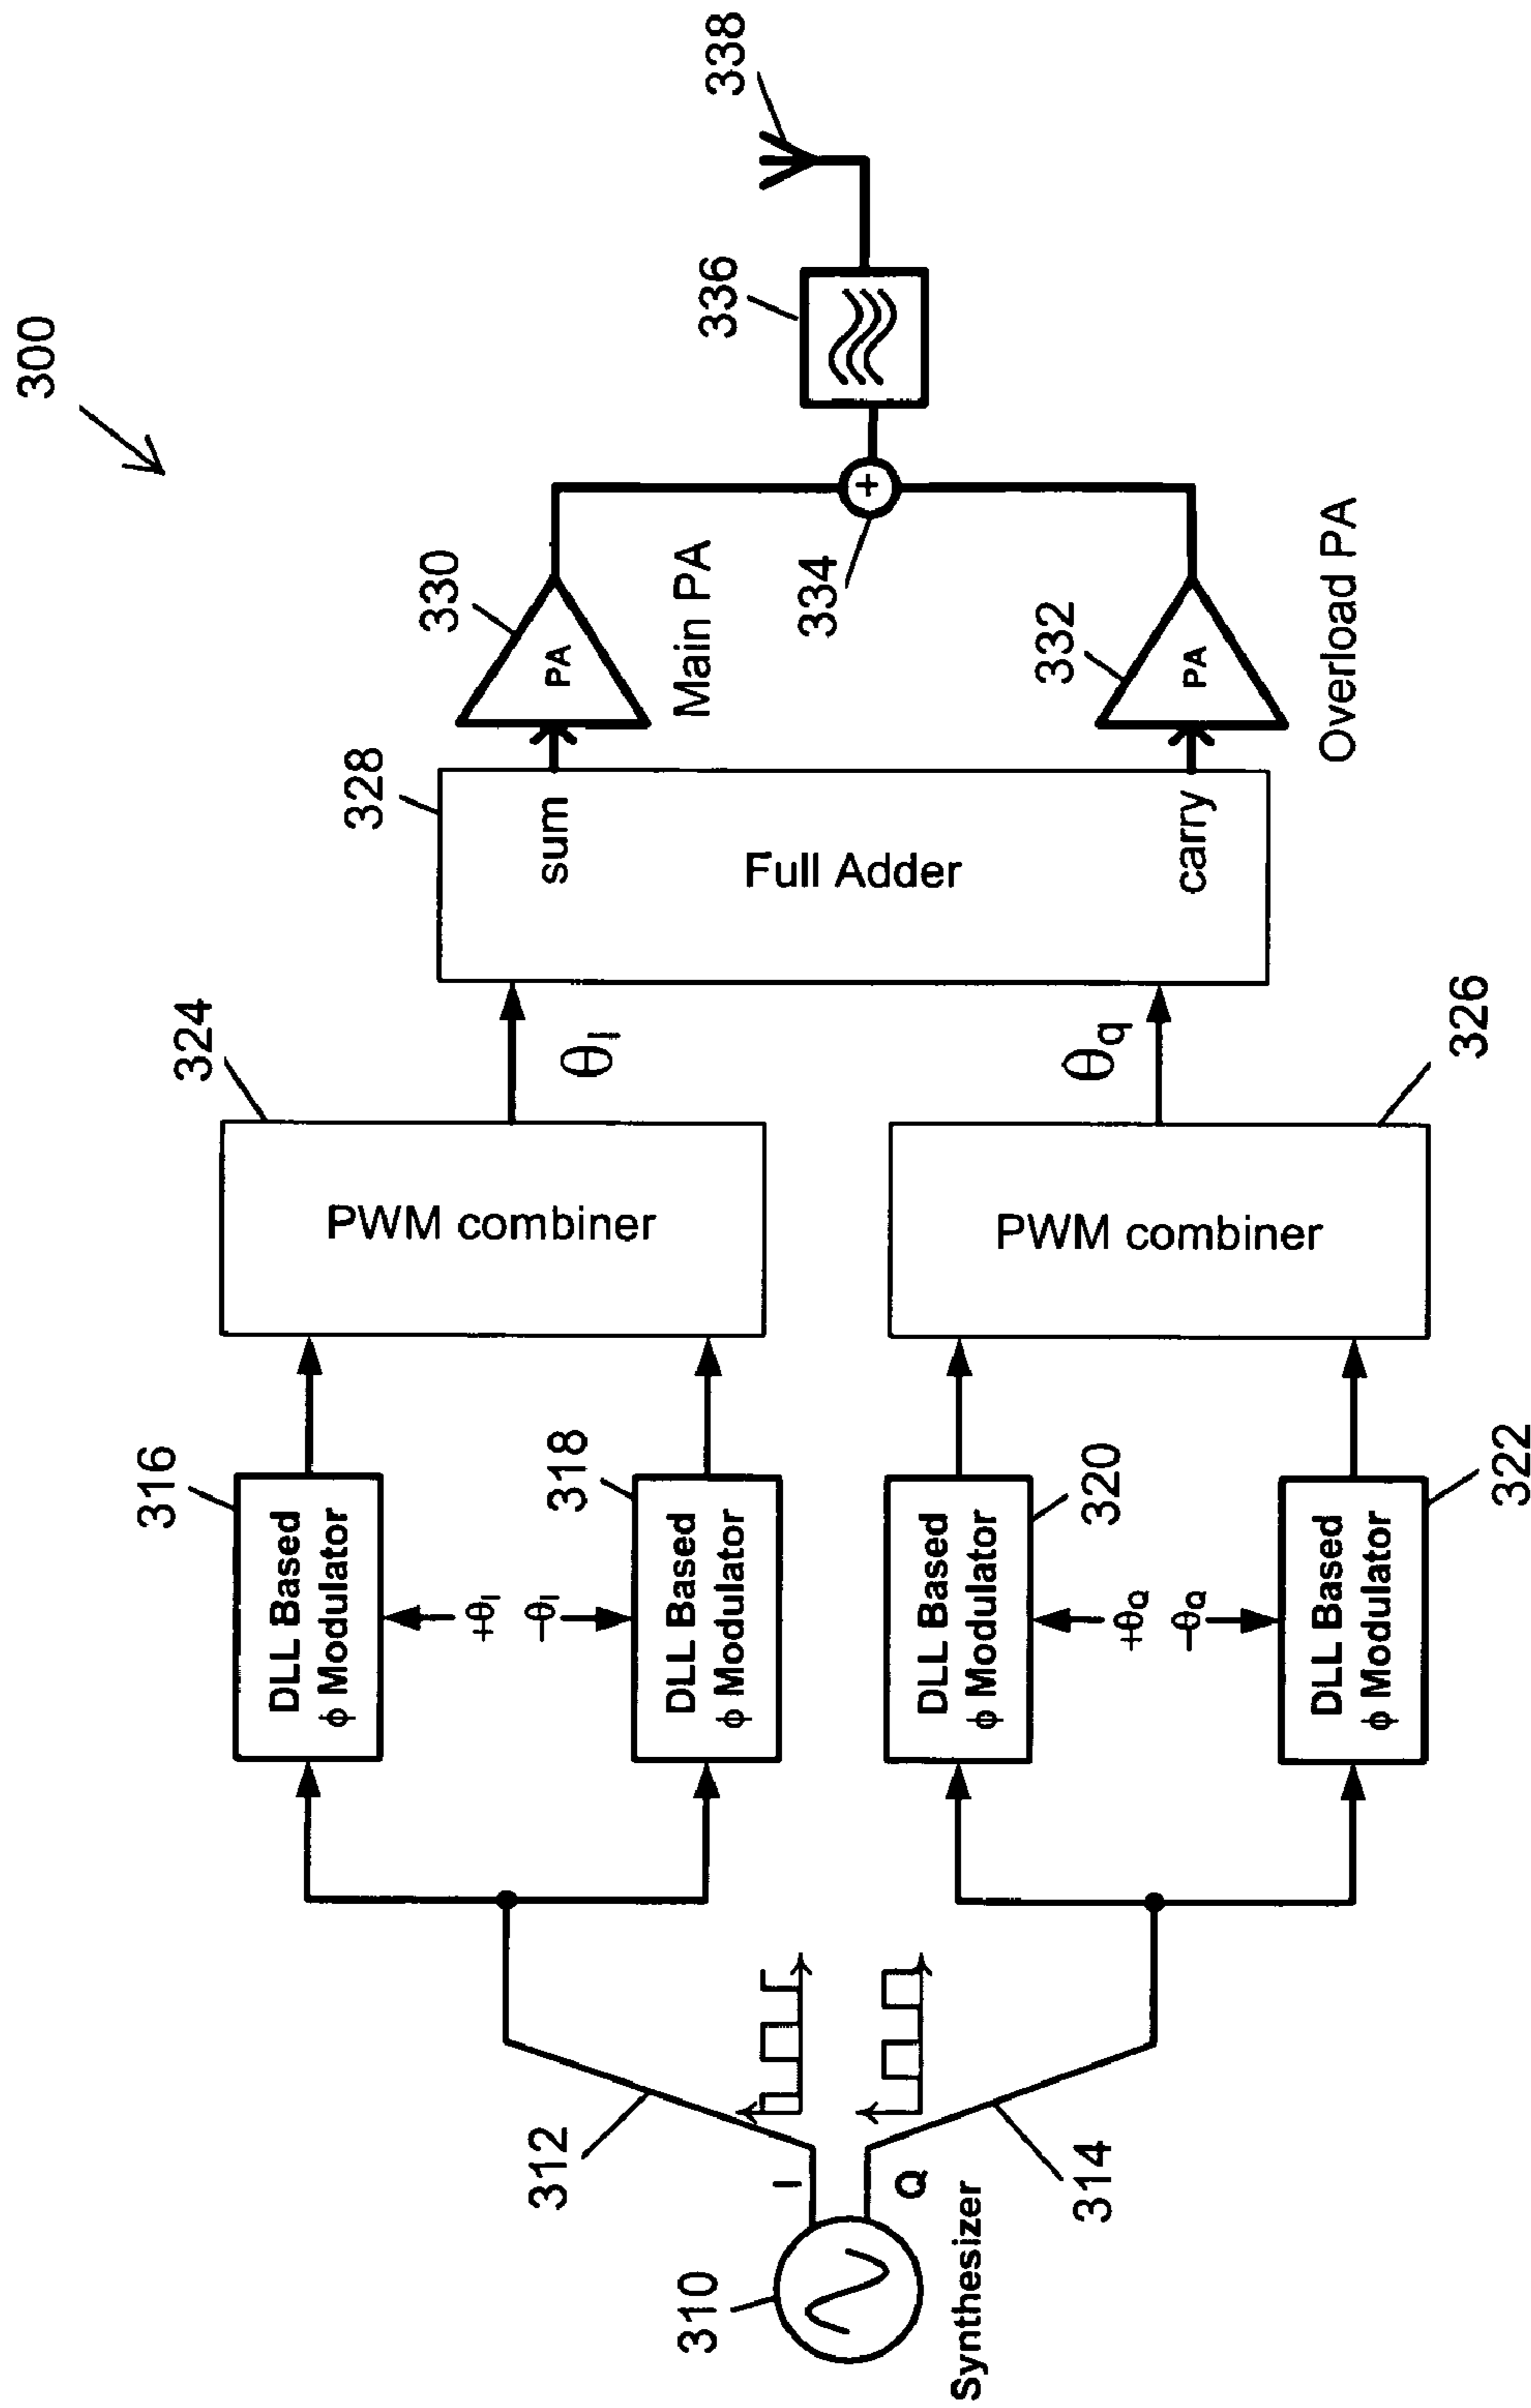 300
310
Synthesizer
I
Q
312
314
316
DLL Based
ϕ Modulator
+θI
-θI
318
DLL Based
ϕ Modulator
320
DLL Based
ϕ Modulator
+θQ
-θQ
322
DLL Based
ϕ Modulator
324
PWM combiner
326
PWM combiner
θI
θq
328
sum
Full Adder
carry
330
PA
Main PA
332
PA
Overload PA
334
+
336
338